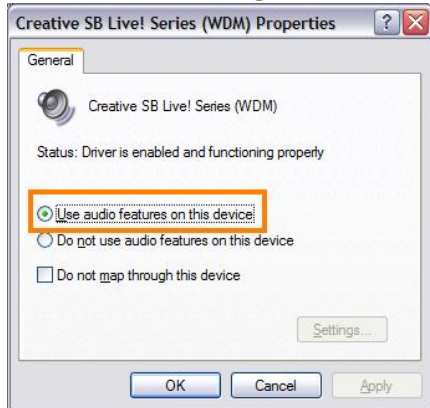 Creative SB Live! Series (WDM) Properties
General
Creative SB Live! Series (WDM)
Status: Driver is enabled and functioning properly
Use audio features on this device
Do not use audio features on this device
Do not map through this device
Settings...
OK Cancel Apply